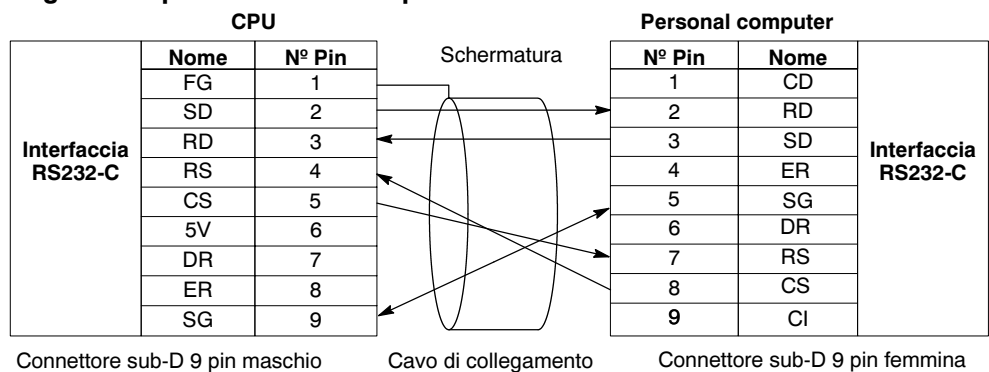 CPU Personal computer
Nome Nº Pin Schermatura Nº Pin Nome
FG 1 1 CD
SD 2 2 RD
RD 3 3 SD
Interfaccia RS232-C RS 4 4 ER Interfaccia RS232-C
CS 5 5 SG
5V 6 6 DR
DR 7 7 RS
ER 8 8 CS
SG 9 9 CI
Connettore sub-D 9 pin maschio Cavo di collegamento Connettore sub-D 9 pin femmina